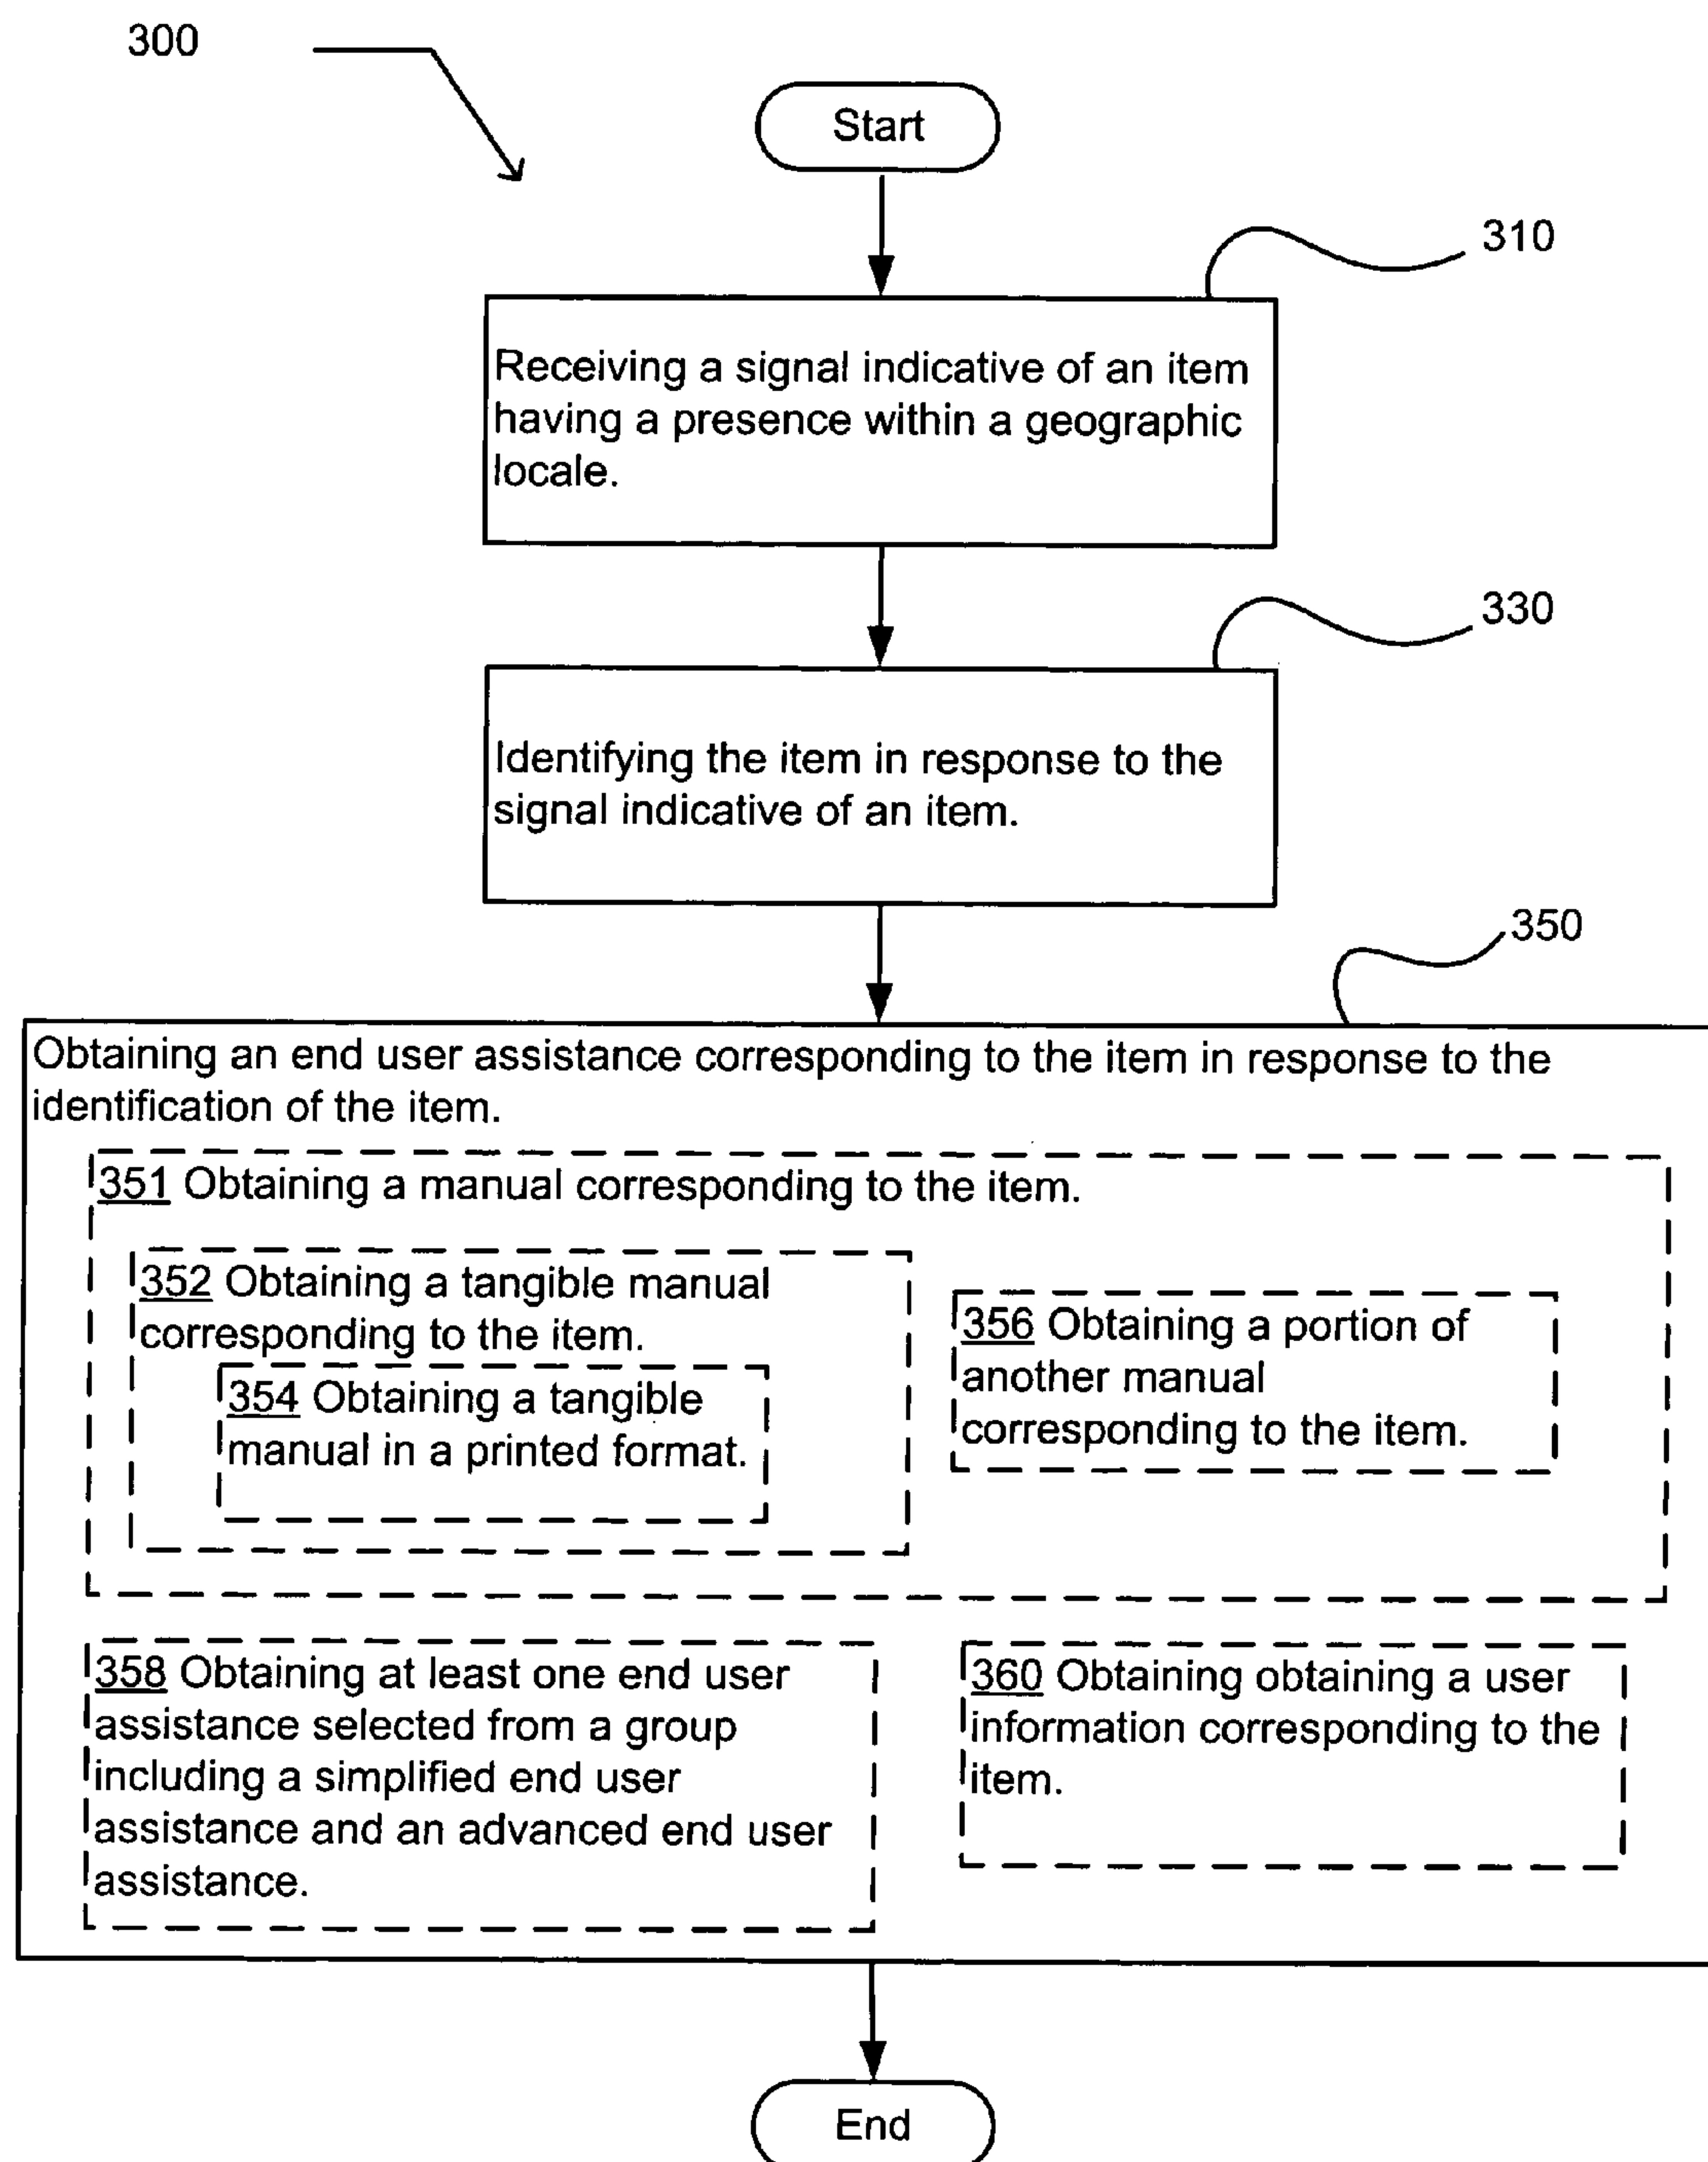 300
Start
310
Receiving a signal indicative of an item
having a presence within a geographic
locale.
330
Identifying the item in response to the
signal indicative of an item.
350
Obtaining an end user assistance corresponding to the item in response to the
identification of the item.
351 Obtaining a manual corresponding to the item.
352 Obtaining a tangible manual
corresponding to the item.
354 Obtaining a tangible
manual in a printed format.
356 Obtaining a portion of
another manual
corresponding to the item.
358 Obtaining at least one end user
assistance selected from a group
including a simplified end user
assistance and an advanced end user
assistance.
360 Obtaining obtaining a user
information corresponding to the
item.
End